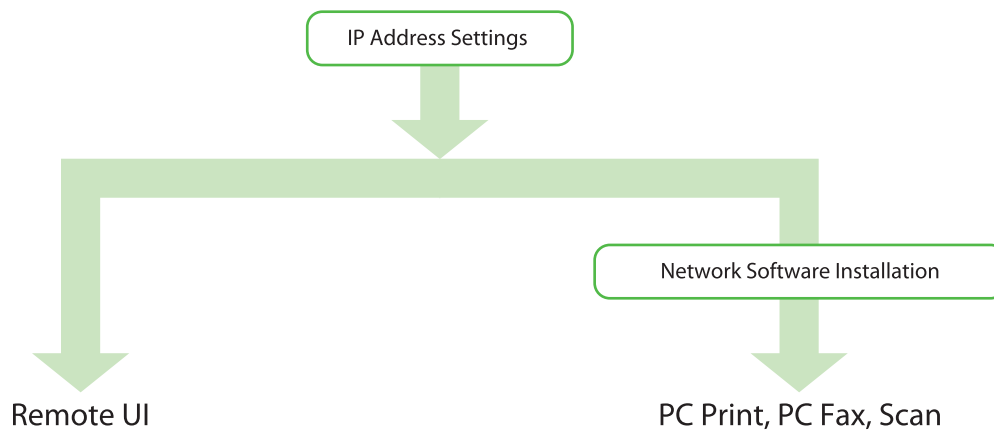 IP Address Settings
Network Software Installation
Remote UI
PC Print, PC Fax, Scan